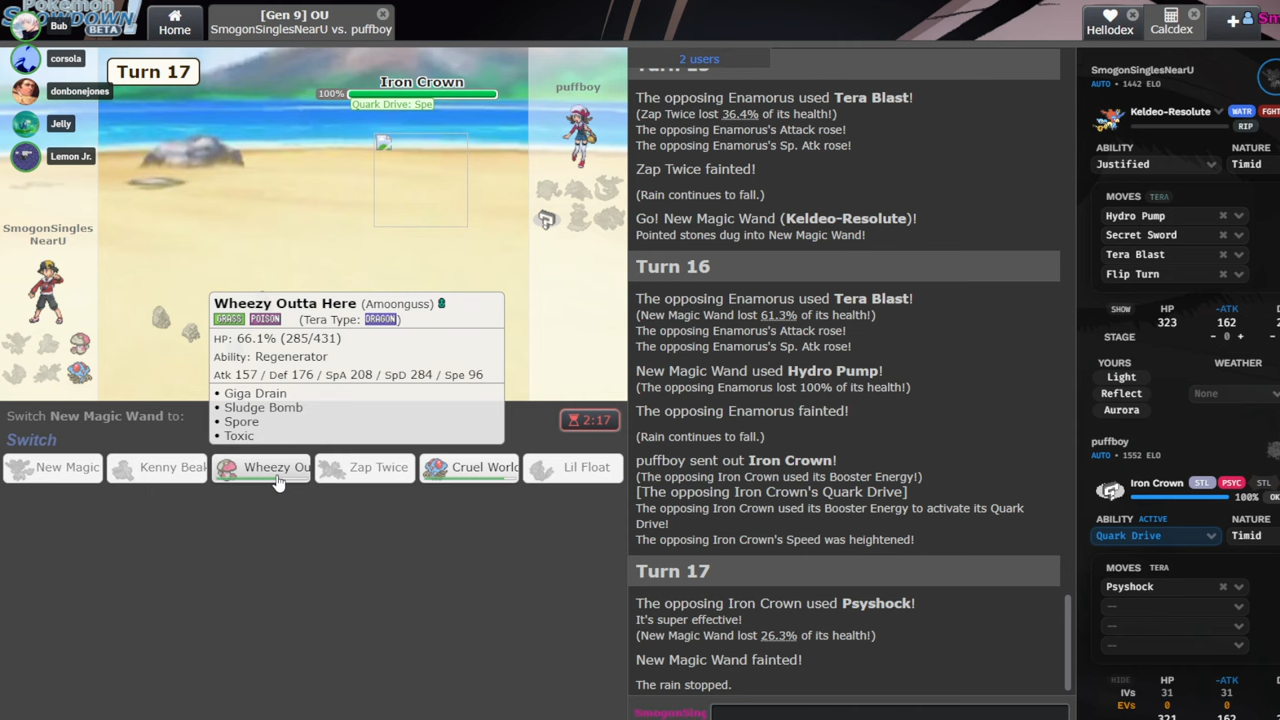 POKÉMON
SHOWDOWN
BETA
Home
[Gen 9] OU
SmogonSinglesNearU vs. puffboy
Hellodex
Calcdex
Bub
corsola
donbonejones
Jelly
Lemon Jr.
SmogonSingles
NearU
Turn 17
Iron Crown
100%
Quark Drive: Spe
puffboy
Wheezy Outta Here (Amoonguss)
GRASS POISON (Tera Type: DRAGON)
HP: 66.1% (285/431)
Ability: Regenerator
Atk 157 / Def 176 / SpA 208 / SpD 284 / Spe 96
• Giga Drain
• Sludge Bomb
• Spore
• Toxic
Switch New Magic Wand to:
2:17
Switch
New Magic
Kenny Beak
Wheezy Ou
Zap Twice
Cruel World
Lil Float
2 users
The opposing Enamorus used Tera Blast!
(Zap Twice lost 36.4% of its health!)
The opposing Enamorus's Attack rose!
The opposing Enamorus's Sp. Atk rose!
Zap Twice fainted!
(Rain continues to fall.)
Go! New Magic Wand (Keldeo-Resolute)!
Pointed stones dug into New Magic Wand!
Turn 16
The opposing Enamorus used Tera Blast!
(New Magic Wand lost 61.3% of its health!)
The opposing Enamorus's Attack rose!
The opposing Enamorus's Sp. Atk rose!
New Magic Wand used Hydro Pump!
(The opposing Enamorus lost 100% of its health!)
The opposing Enamorus fainted!
(Rain continues to fall.)
puffboy sent out Iron Crown!
(The opposing Iron Crown used its Booster Energy!)
[The opposing Iron Crown's Quark Drive]
The opposing Iron Crown used its Booster Energy to activate its Quark
Drive!
The opposing Iron Crown's Speed was heightened!
Turn 17
The opposing Iron Crown used Psyshock!
It's super effective!
(New Magic Wand lost 26.3% of its health!)
New Magic Wand fainted!
The rain stopped.
SmogonSing
SmogonSinglesNearU
AUTO • 1442 ELO
Keldeo-Resolute WATR FGHT
RIP
ABILITY NATURE
Justified Timid
MOVES TERA
Hydro Pump
Secret Sword
Tera Blast
Flip Turn
SHOW HP -ATK
323 162
STAGE - 0 +
YOURS WEATHER
Light
Reflect None
Aurora
puffboy
AUTO • 1552 ELO
Iron Crown STL PSYC STL
100% OK
ABILITY ACTIVE NATURE
Quark Drive Timid
MOVES TERA
Psyshock
--
--
--
HIDE HP -ATK
IVs 31 31
EVs 0 0
321 162